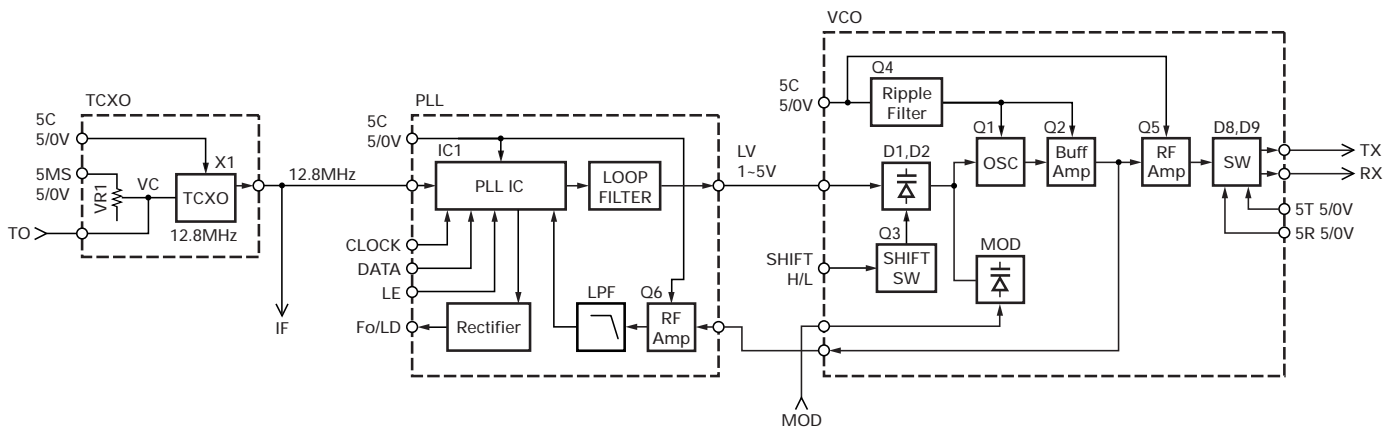 TCXO
5C
5/0V
5MS
5/0V
VR1
VC
X1
TCXO
12.8MHz
TO
12.8MHz
IF
PLL
5C
5/0V
IC1
PLL IC
LOOP
FILTER
CLOCK
DATA
LE
Fo/LD
Rectifier
LPF
Q6
RF
Amp
LV
1~5V
VCO
5C
5/0V
Q4
Ripple
Filter
D1,D2
Q1
OSC
Q2
Buff
Amp
Q5
RF
Amp
D8,D9
SW
TX
RX
5T 5/0V
5R 5/0V
SHIFT
H/L
Q3
SHIFT
SW
MOD
MOD